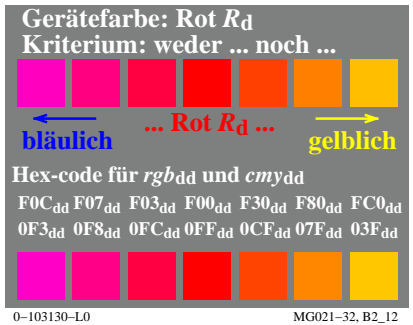 Gerätefarbe: Rot Rd
Kriterium: weder ... noch ...
bläulich ... Rot Rd ... gelblich
Hex-code für rgbdd und cmydd
F0Cdd F07dd F03dd F00dd F30dd F80dd FC0dd
0F3dd 0F8dd 0FCdd 0FFdd 0CFdd 07Fdd 03Fdd
0–103130–L0 MG021–32, B2_12